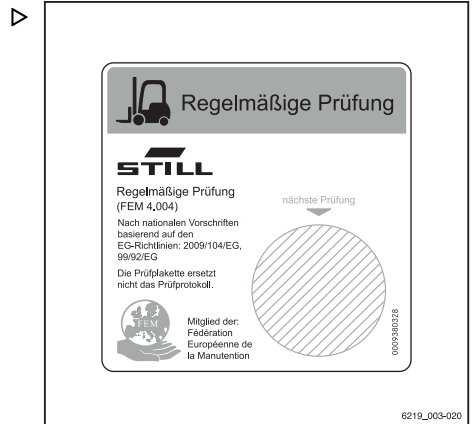 Regelmäßige Prüfung
STILL
Regelmäßige Prüfung
(FEM 4.004)
Nach nationalen Vorschriften
basierend auf den
EG-Richtlinien: 2009/104/EG,
99/92/EG
Die Prüfplakette ersetzt
nicht das Prüfprotokoll.
FEM
Mitglied der:
Fédération
Européenne de
la Manutention
nächste Prüfung
0009380328
6219_003-020